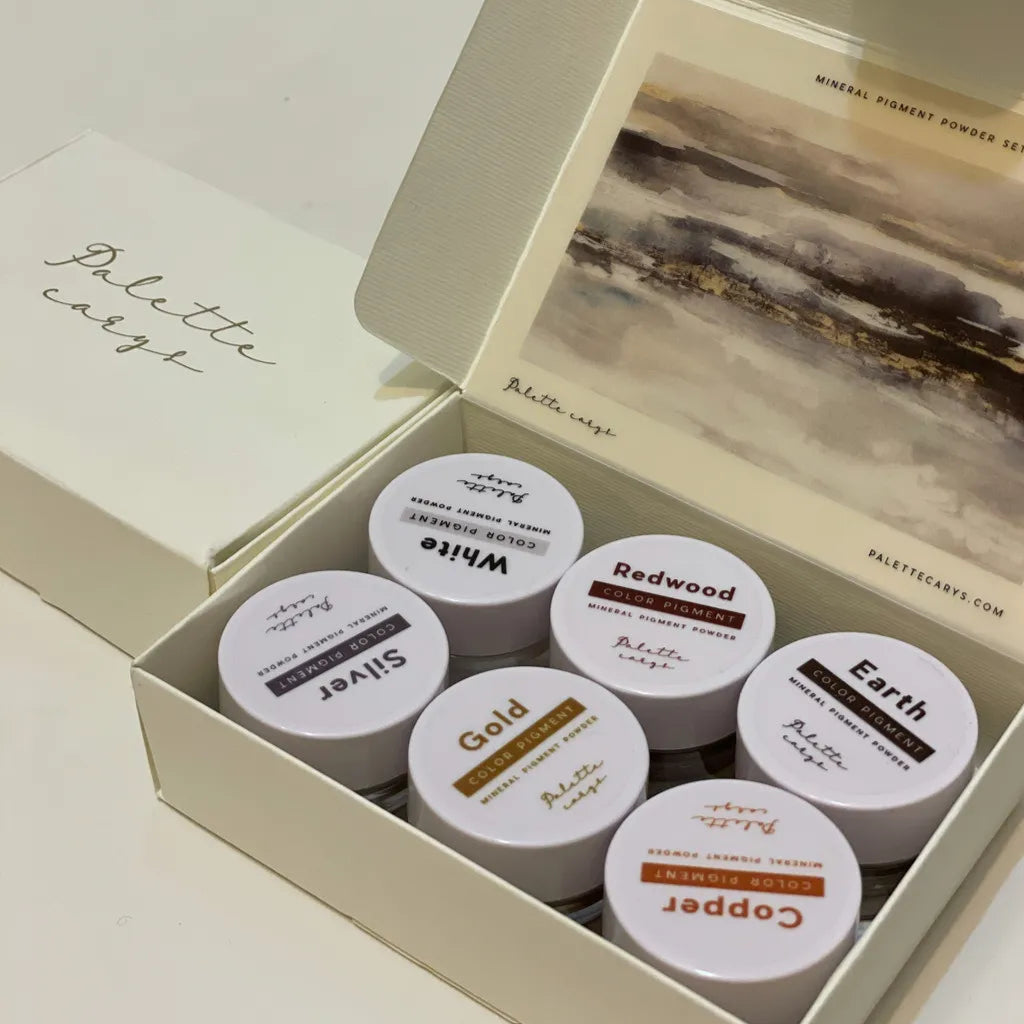 Palette
carys
MINERAL PIGMENT POWDER SET
Palette carys
PALETTECARYS.COM
White
COLOR PIGMENT
MINERAL PIGMENT POWDER
Palette
carys
Redwood
COLOR PIGMENT
MINERAL PIGMENT POWDER
Palette
carys
Silver
COLOR PIGMENT
MINERAL PIGMENT POWDER
Palette
carys
Gold
COLOR PIGMENT
MINERAL PIGMENT POWDER
Palette
carys
Earth
COLOR PIGMENT
MINERAL PIGMENT POWDER
Palette
carys
Copper
COLOR PIGMENT
MINERAL PIGMENT POWDER
Palette
carys